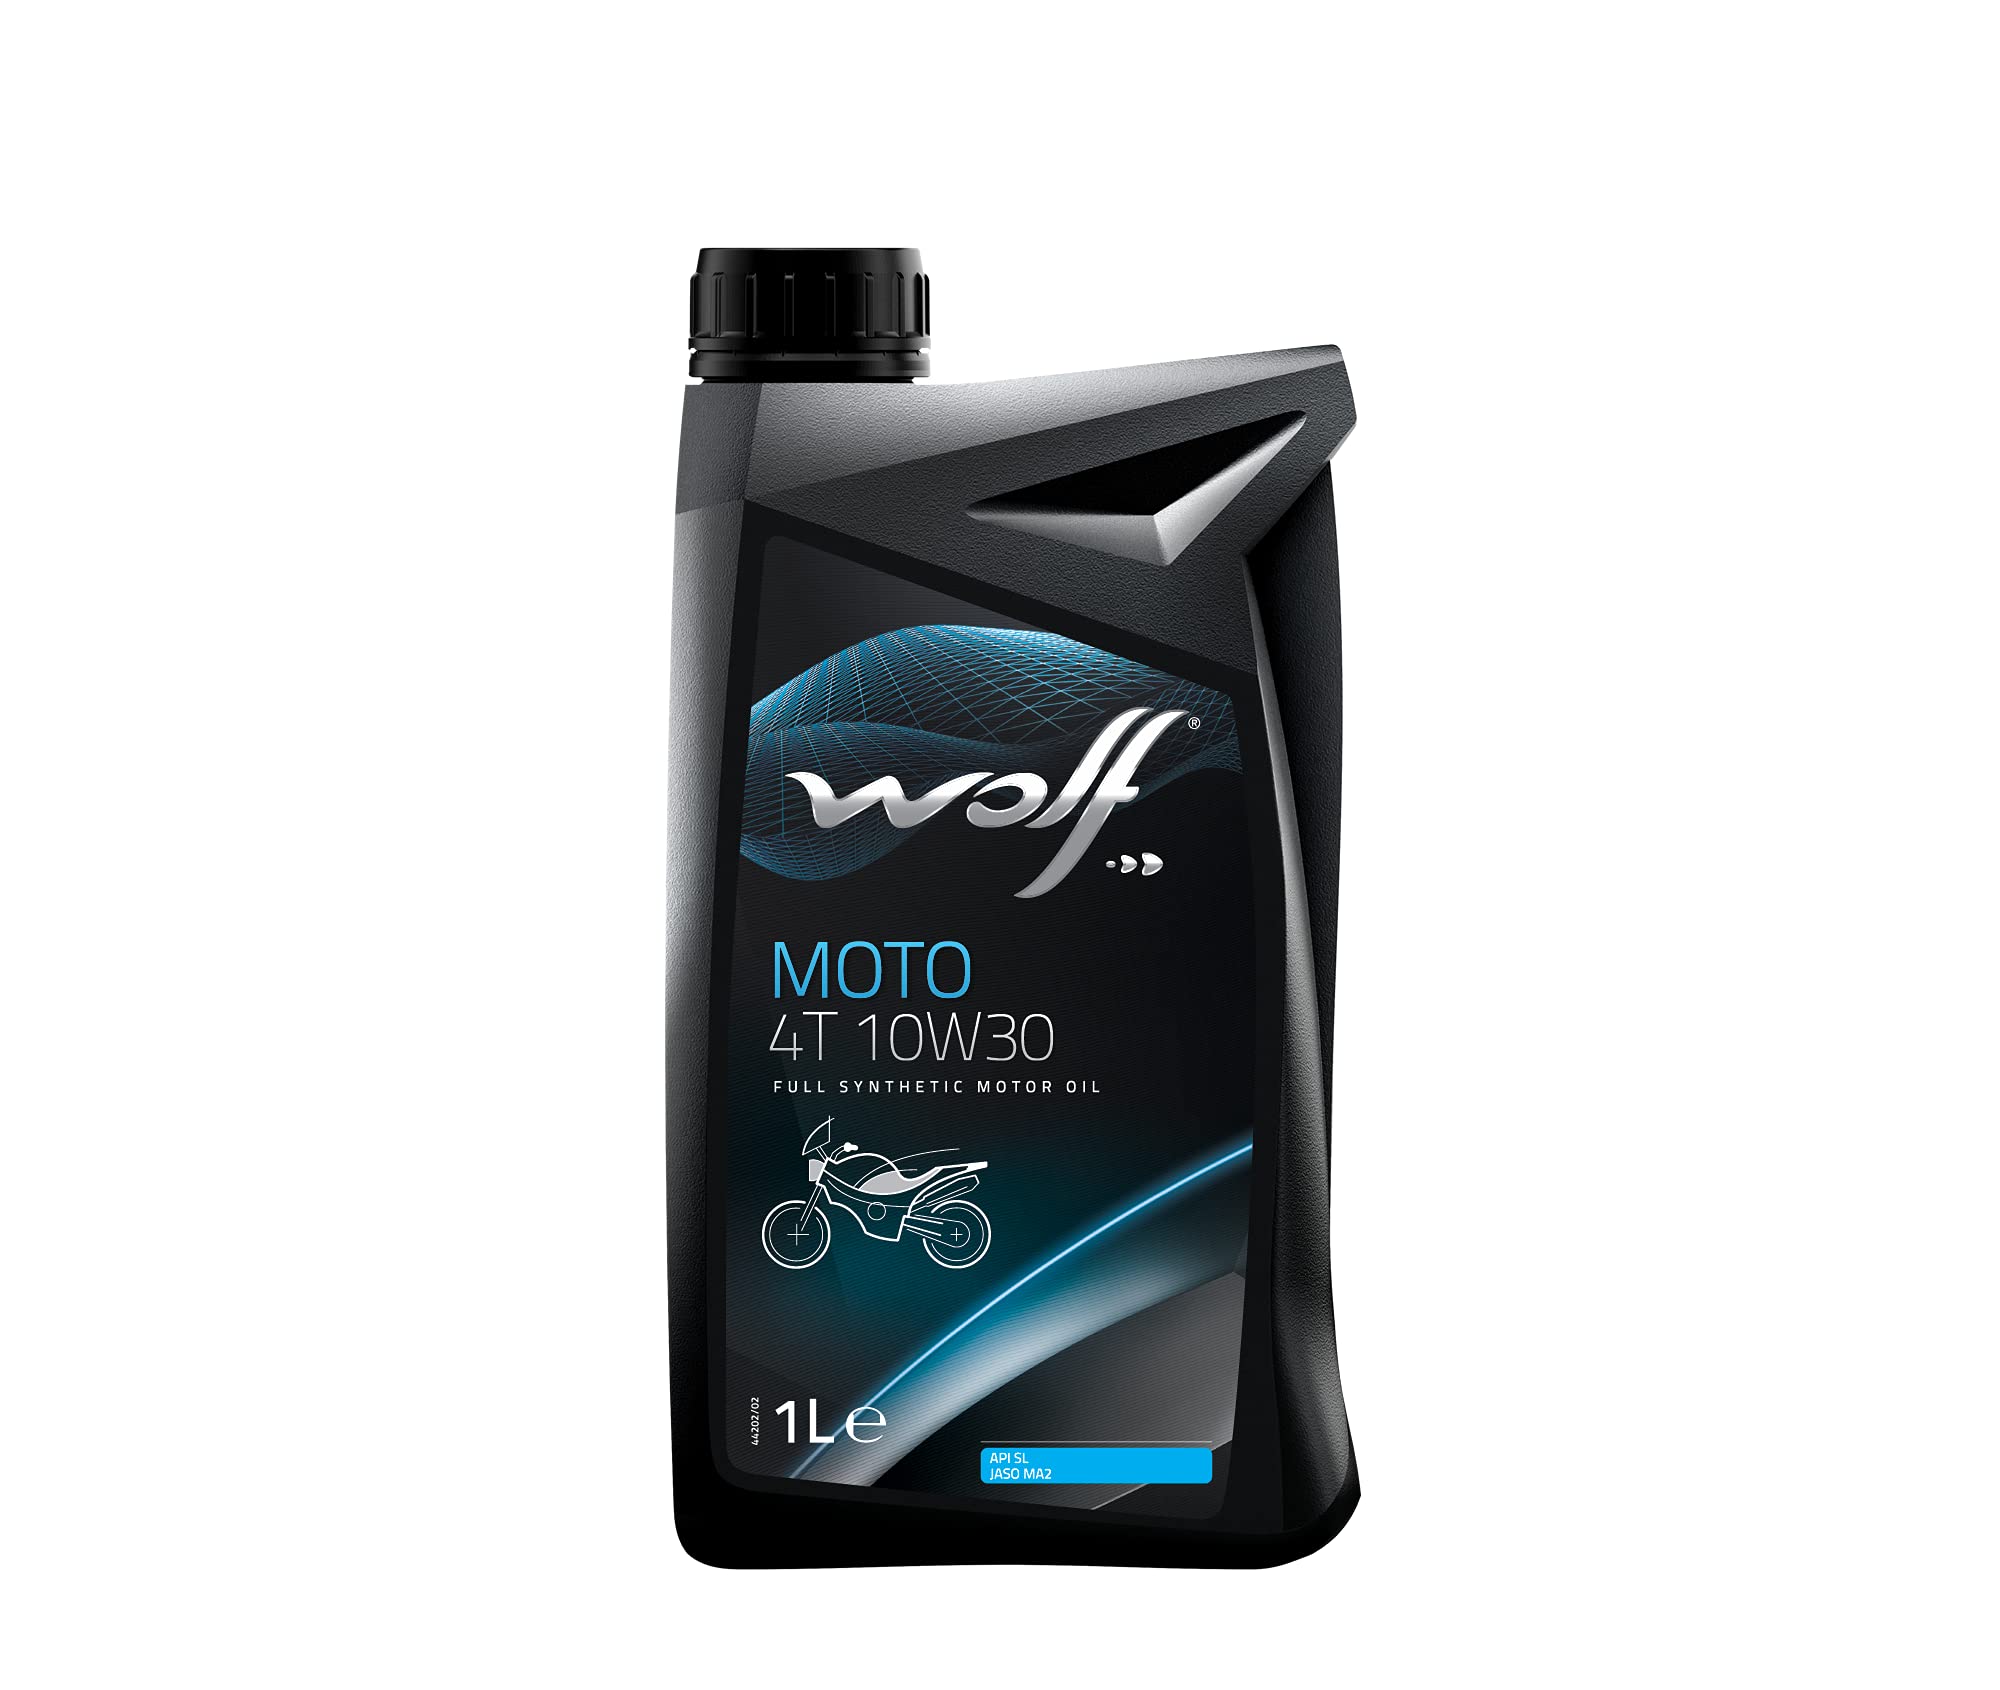 wolf®
MOTO
4T 10W30
FULL SYNTHETIC MOTOR OIL
44202/02
1L ℮
API SL
JASO MA2